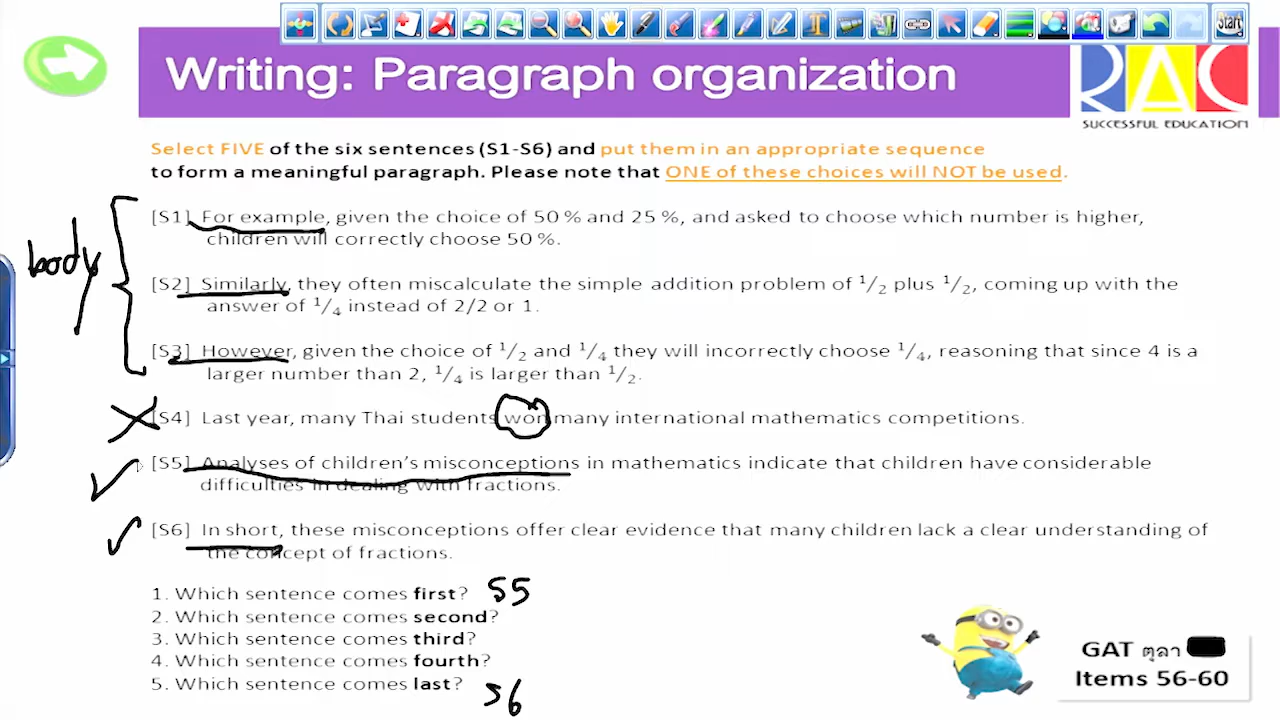 Start
Writing: Paragraph organization
RAC
SUCCESSFUL EDUCATION
Select FIVE of the six sentences (S1-S6) and put them in an appropriate sequence
to form a meaningful paragraph. Please note that ONE of these choices will NOT be used.
body
[S1] For example, given the choice of 50 % and 25 %, and asked to choose which number is higher,
children will correctly choose 50 %.
[S2] Similarly, they often miscalculate the simple addition problem of 1/2 plus 1/2, coming up with the
answer of 1/4 instead of 2/2 or 1.
[S3] However, given the choice of 1/2 and 1/4 they will incorrectly choose 1/4, reasoning that since 4 is a
larger number than 2, 1/4 is larger than 1/2.
[S4] Last year, many Thai students won many international mathematics competitions.
[S5] Analyses of children's misconceptions in mathematics indicate that children have considerable
difficulties in dealing with fractions.
[S6] In short, these misconceptions offer clear evidence that many children lack a clear understanding of
the concept of fractions.
1. Which sentence comes first? S5
2. Which sentence comes second?
3. Which sentence comes third?
4. Which sentence comes fourth?
5. Which sentence comes last? S6
GAT ตุลา
Items 56-60